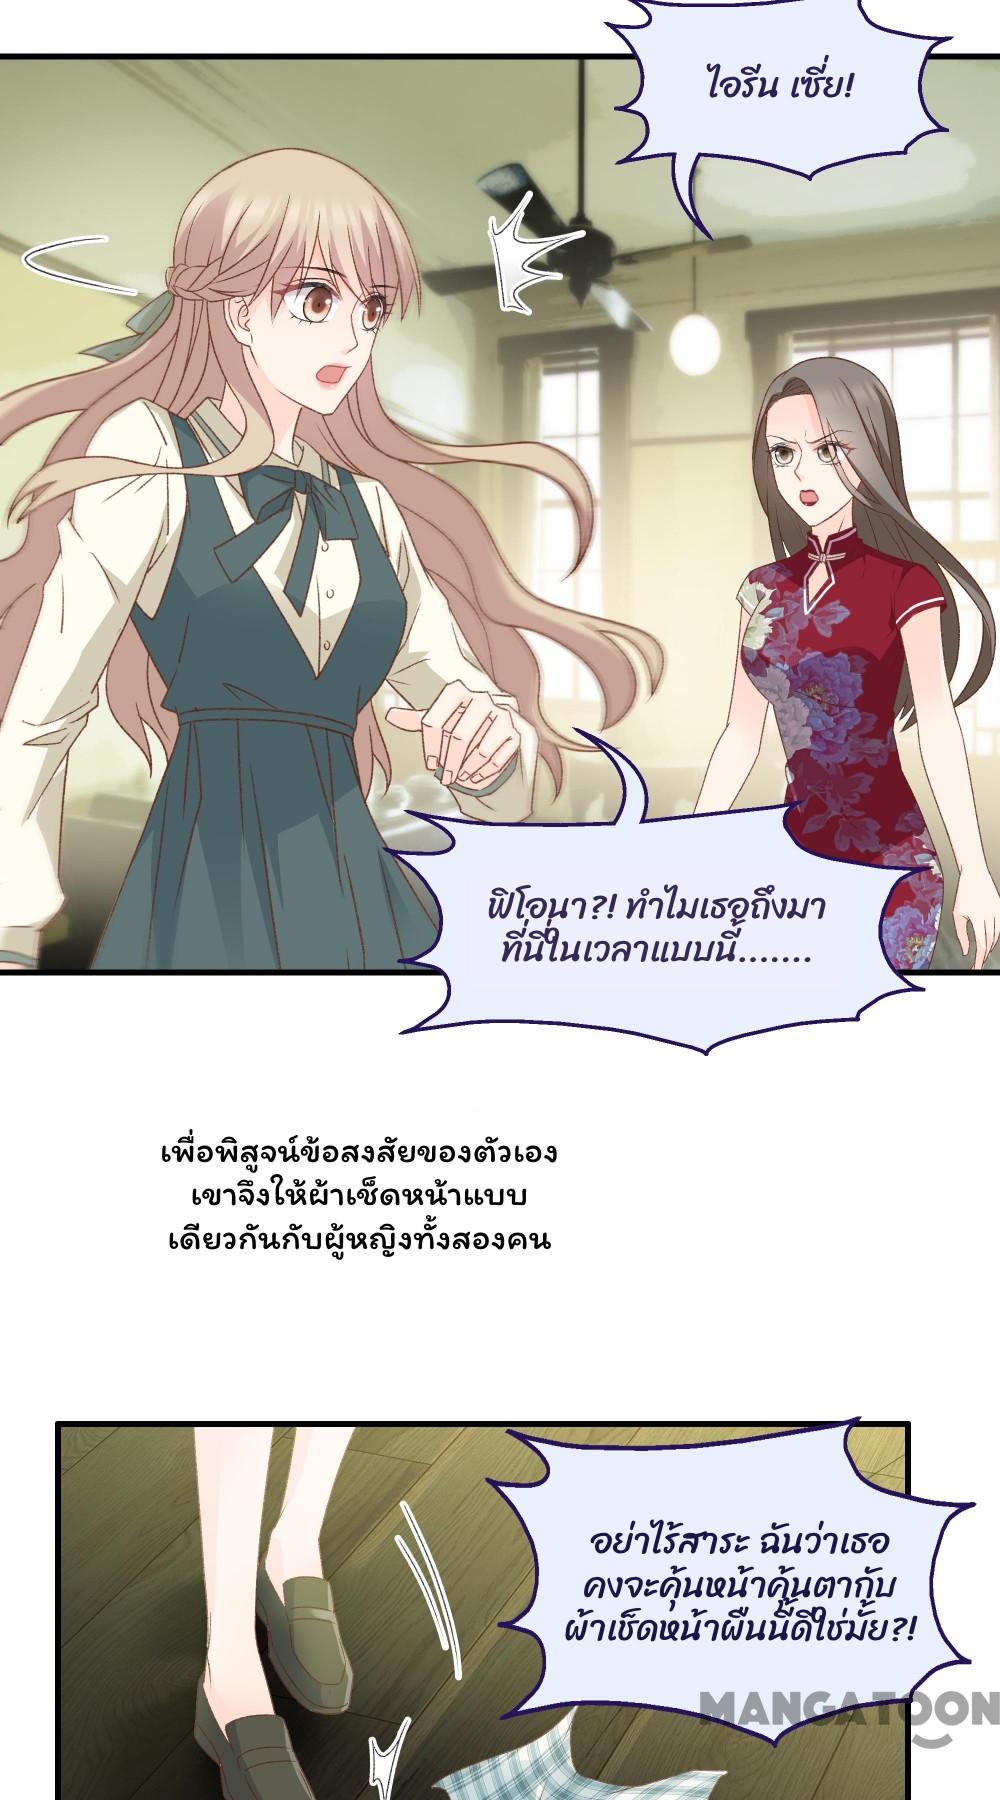 ไอรีน เซี่ย!
ฟิโอนา?! ทำไมเธอถึงมา
ที่นี่ในเวลาแบบนี้.......
เพื่อพิสูจน์ข้อสงสัยของตัวเอง
เขาจึงให้ผ้าเช็ดหน้าแบบ
เดียวกันกับผู้หญิงทั้งสองคน
อย่าไร้สาระ ฉันว่าเธอ
คงจะคุ้นหน้าคุ้นตากับ
ผ้าเช็ดหน้าผืนนี้ดีใช่มั้ย?!
MANGATOON